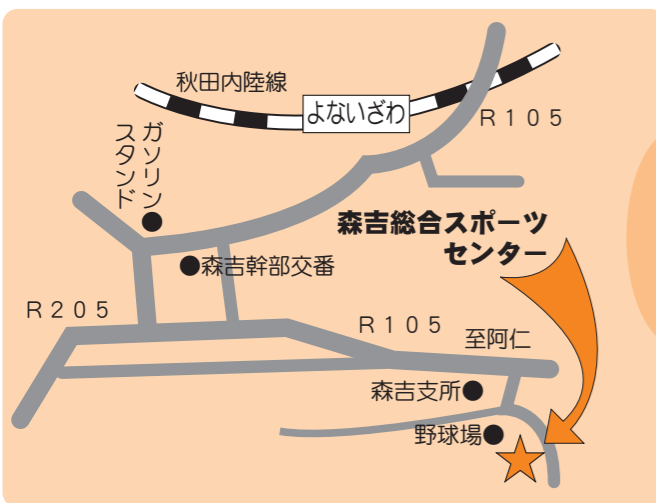 秋田内陸線
よないざわ
R105
ガソリン
スタンド
森吉総合スポーツ
センター
森吉幹部交番
R205
R105
至阿仁
森吉支所
野球場